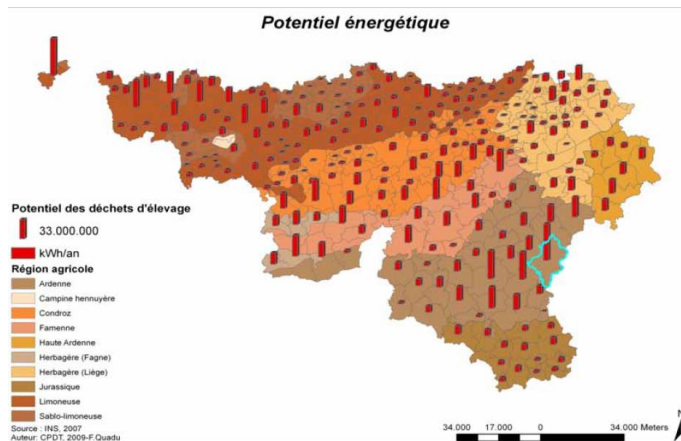 Potentiel énergétique
Potentiel des déchets d'élevage
33.000.000
kWh/an
Région agricole
Ardenne
Campine hennuyère
Condroz
Famenne
Haute Ardenne
Herbagère (Fagne)
Herbagère (Liège)
Jurassique
Limoneuse
Sablo-limoneuse
Source : INS, 2007
Auteur: CPDT, 2009-F.Quadu
34.000 17.000 0 34.000 Meters
N